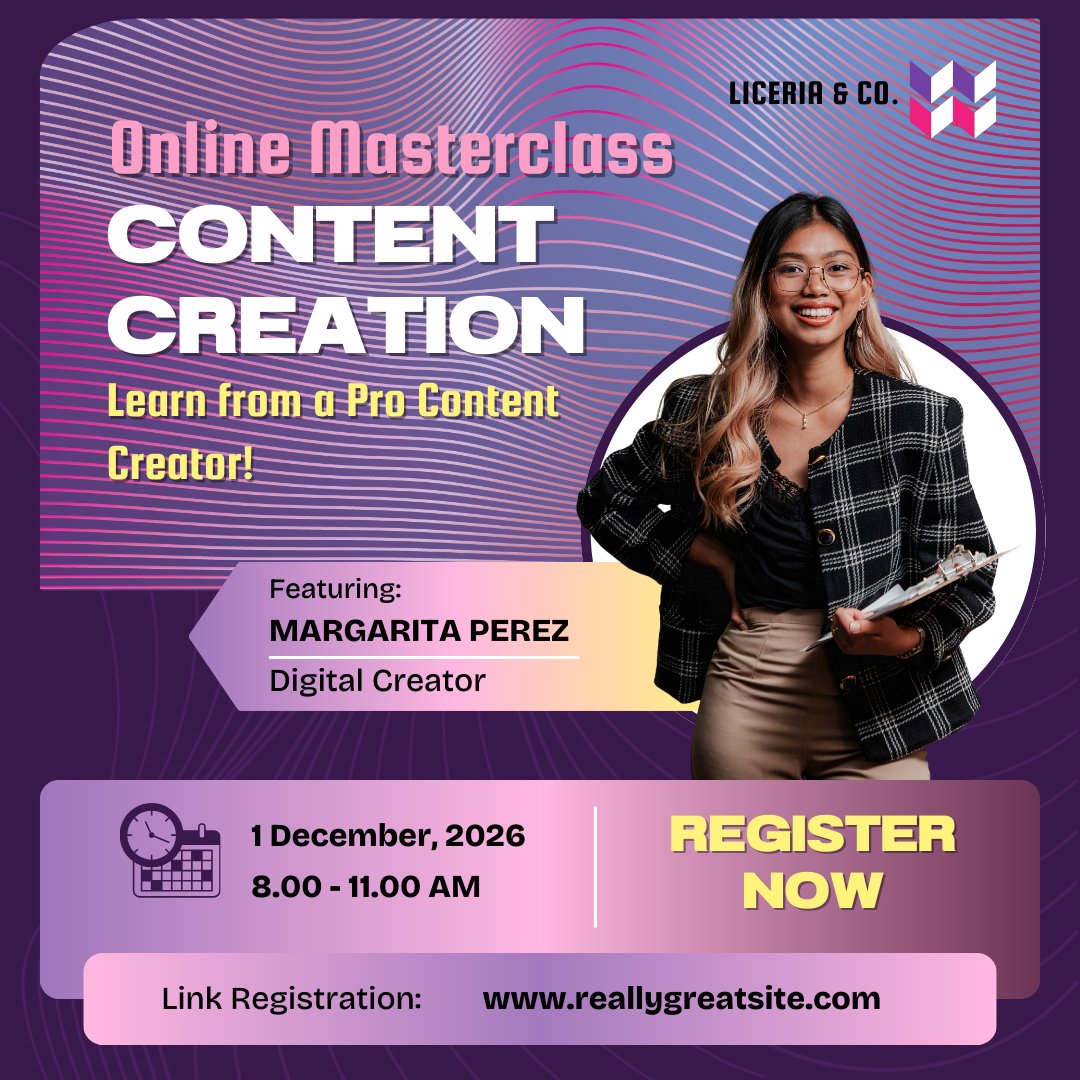 LICERIA & CO.
Online Masterclass
CONTENT
CREATION
Learn from a Pro Content
Creator!
Featuring:
MARGARITA PEREZ
Digital Creator
1 December, 2026
8.00 - 11.00 AM
REGISTER
NOW
Link Registration: www.reallygreatsite.com